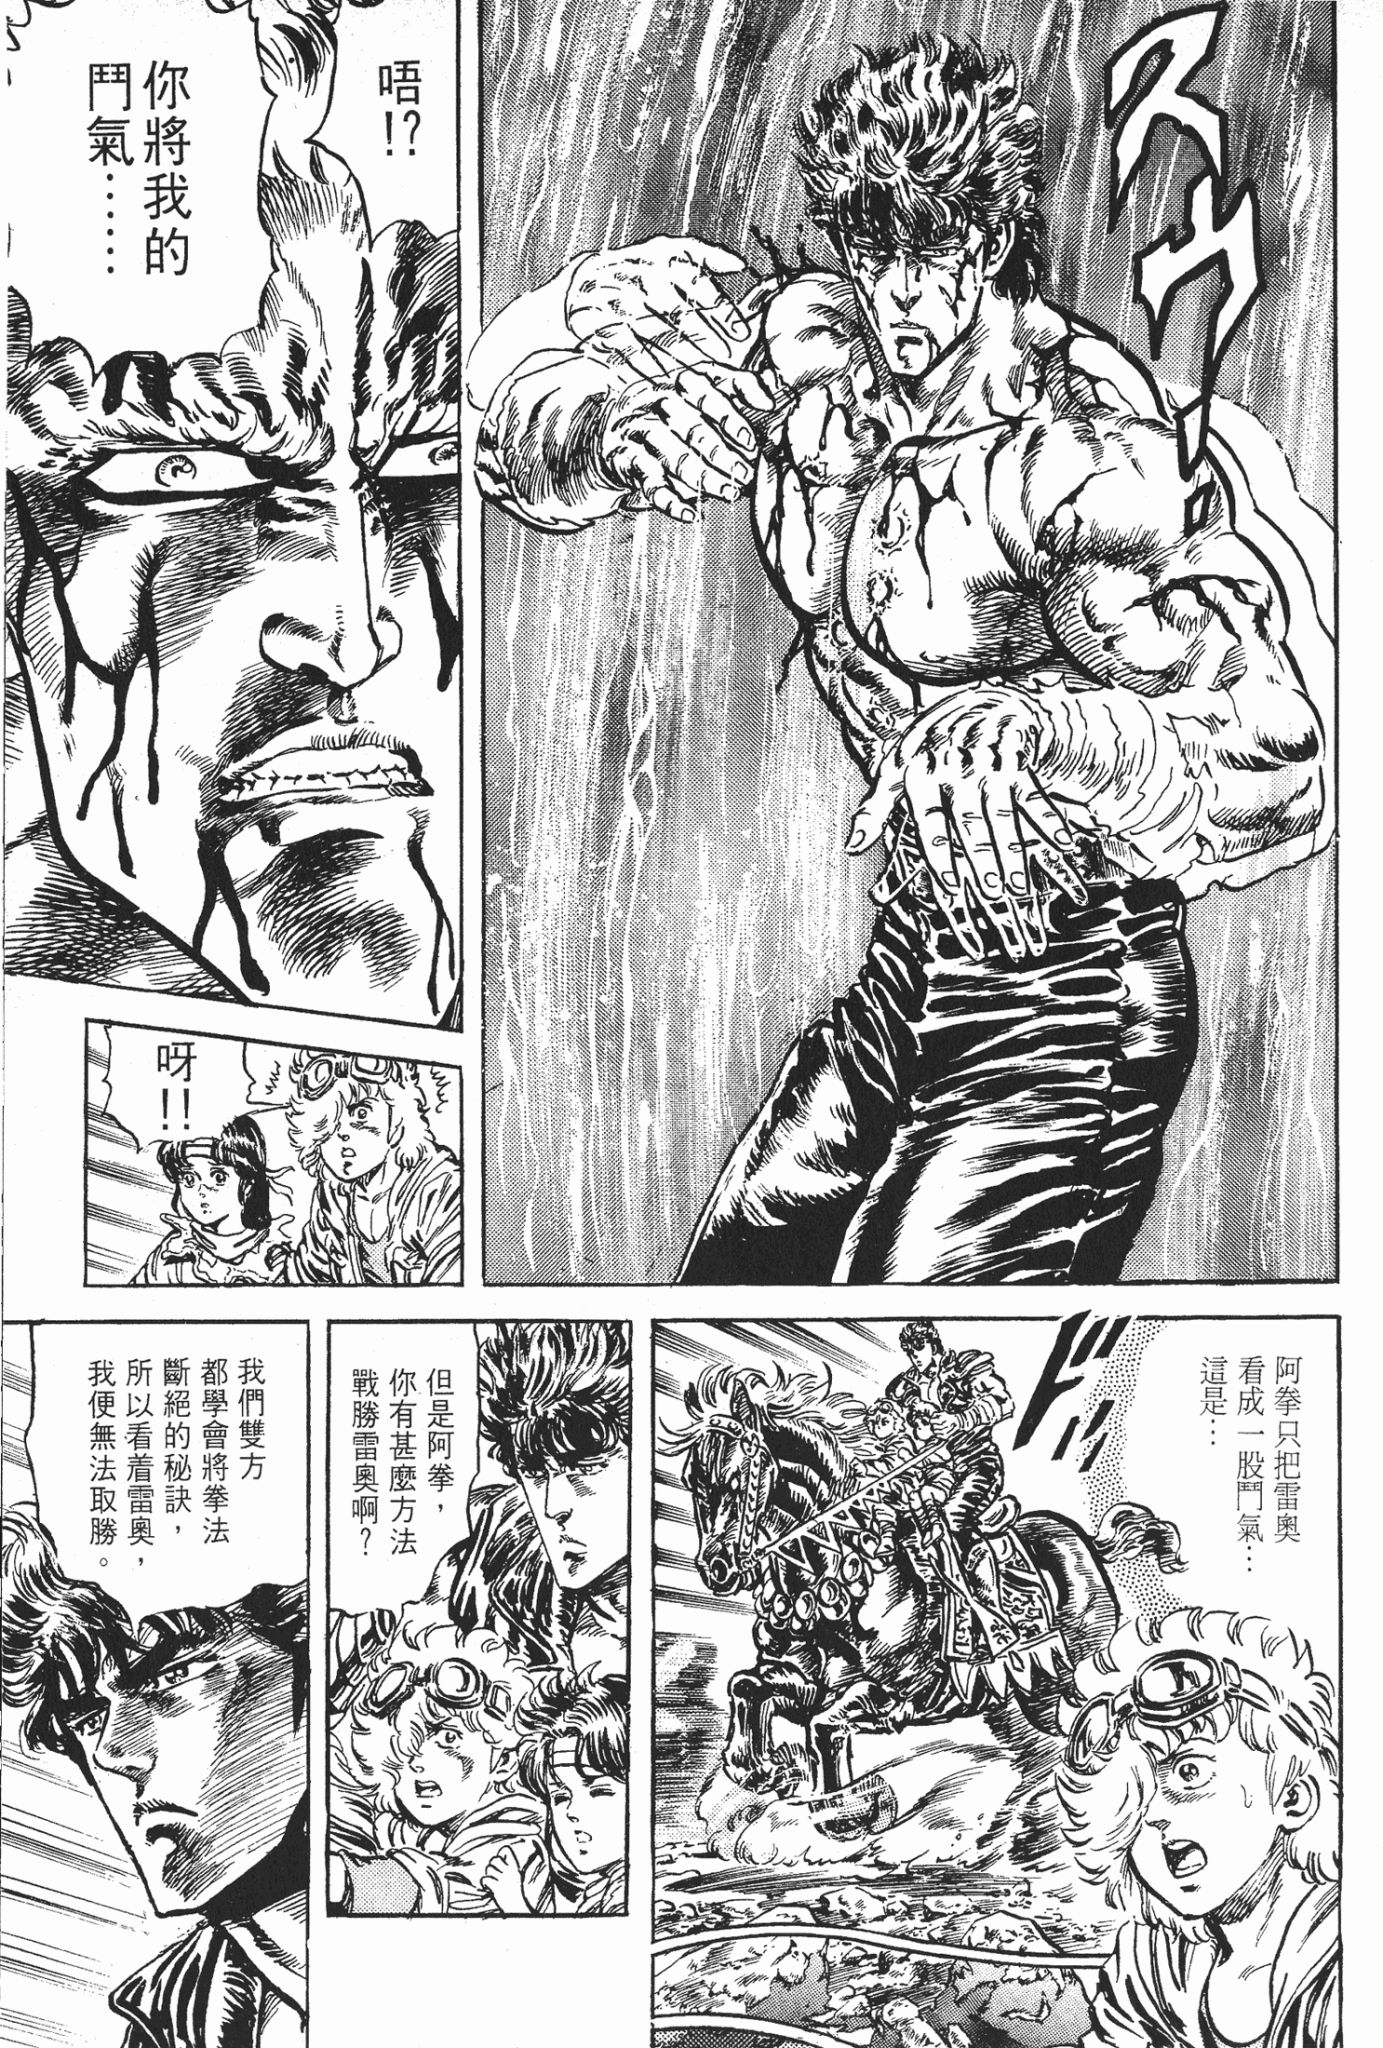 スウ
唔!?
你將我的
鬥氣……
呀!!
阿拳只把雷奧
看成一股鬥氣…
這是…
但是阿拳，
你有甚麼方法
戰勝雷奧啊？
我們雙方
都學會將拳法
斷絕的秘訣，
所以看着雷奧，
我便無法取勝。